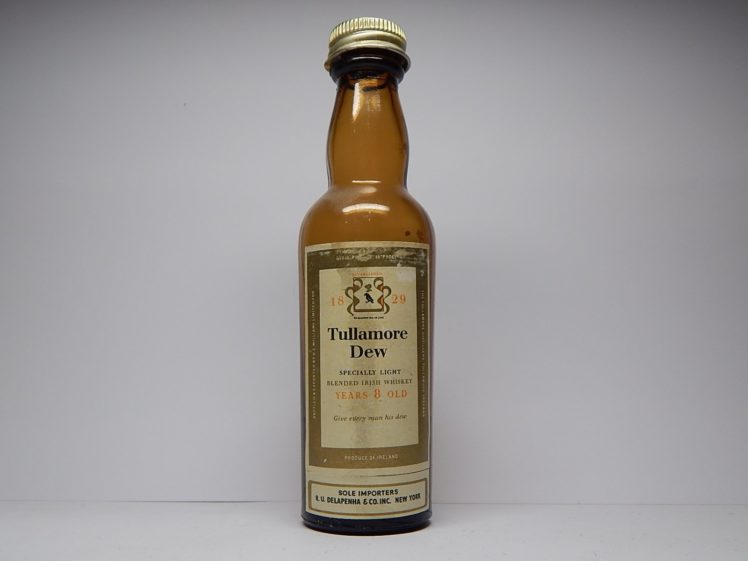 ESTABLISHED
18 29
Tullamore
Dew
SPECIALLY LIGHT
BLENDED IRISH WHISKEY
YEARS 8 OLD
Give every man his dew
PRODUCE OF IRELAND
SOLE IMPORTERS
R. U. DELAPENHA & CO. INC. NEW YORK